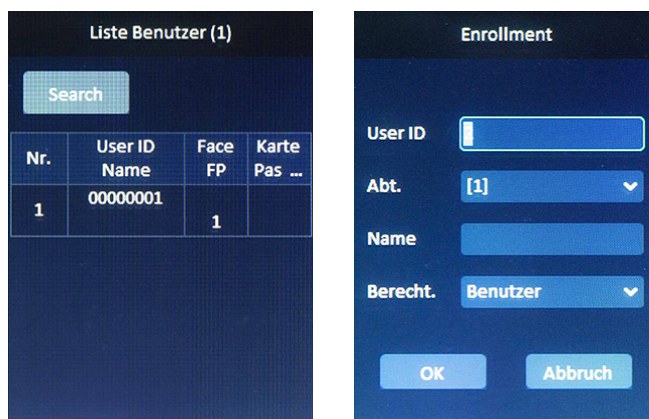 Liste Benutzer (1)
Search
Nr.
User ID
Name
Face
FP
Karte
Pas ...
1
00000001
1
Enrollment
User ID
Abt.
[1]
Name
Berecht.
Benutzer
OK
Abbruch